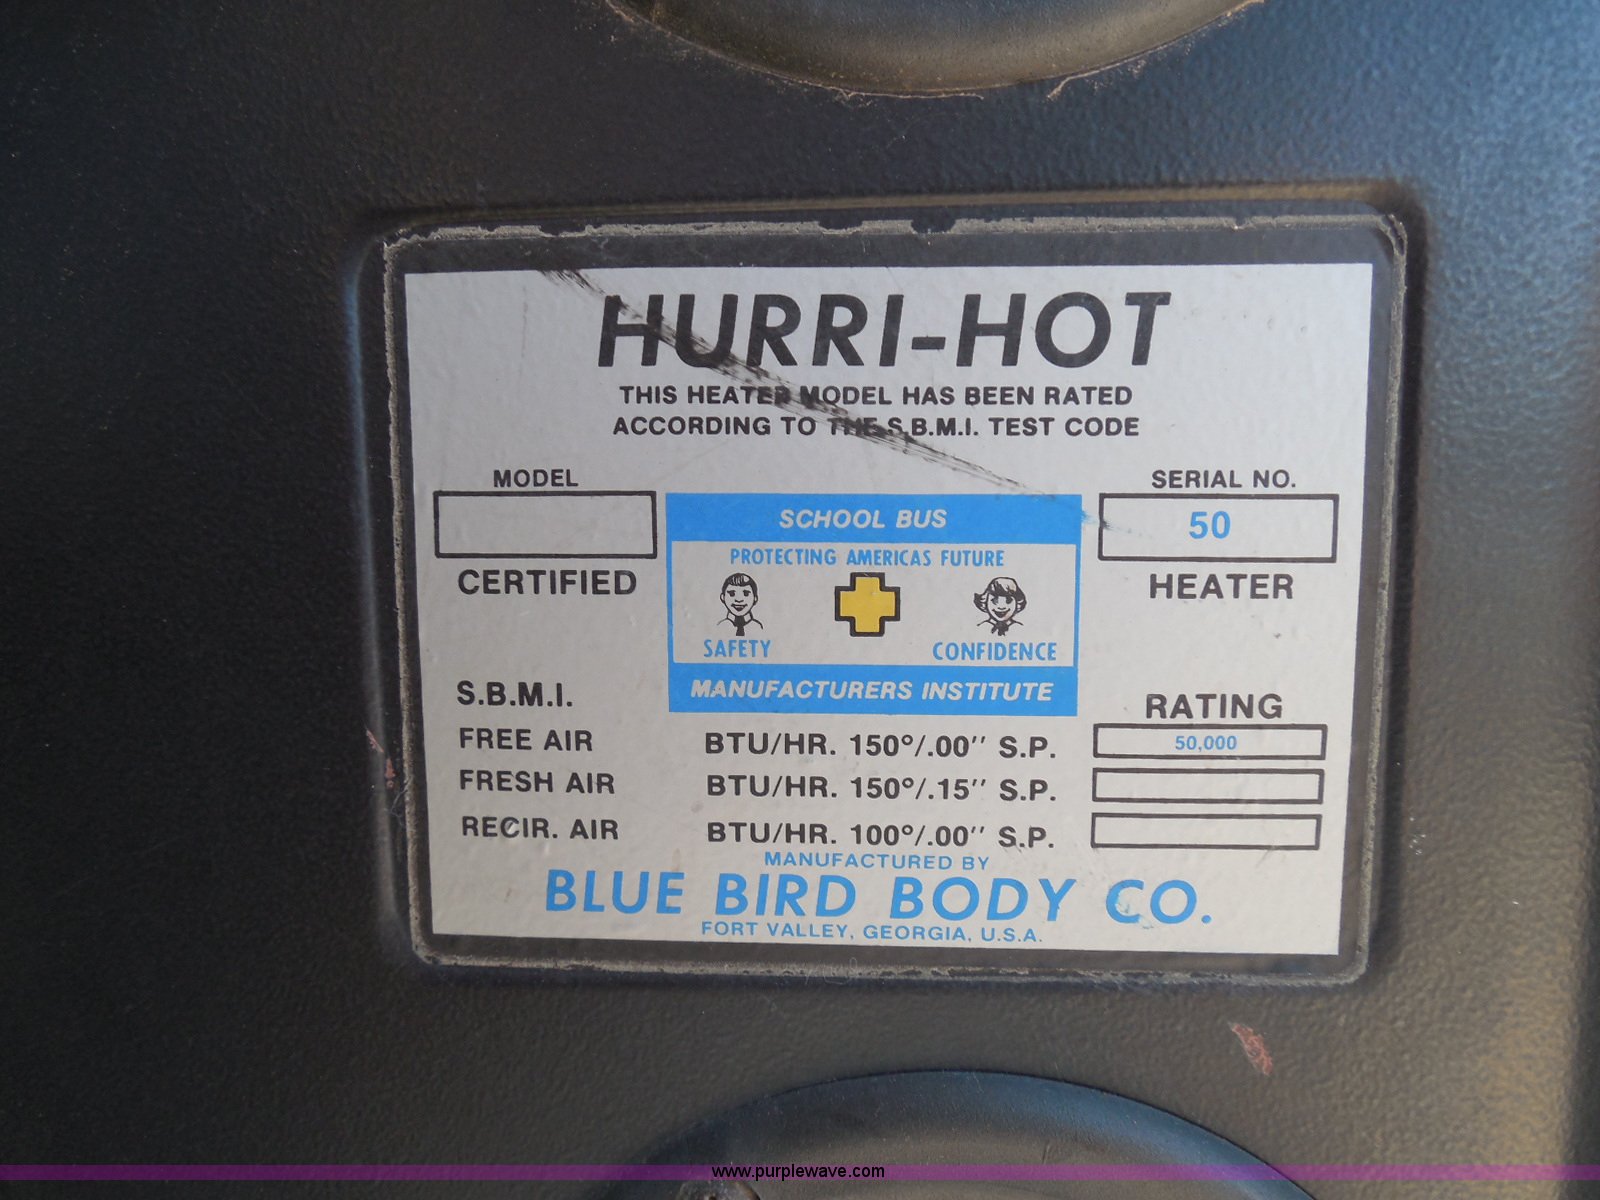 HURRI-HOT
THIS HEATER MODEL HAS BEEN RATED
ACCORDING TO THE S.B.M.I. TEST CODE
MODEL
SERIAL NO.
50
CERTIFIED
HEATER
SCHOOL BUS
PROTECTING AMERICAS FUTURE
SAFETY
CONFIDENCE
MANUFACTURERS INSTITUTE
S.B.M.I.
RATING
FREE AIR BTU/HR. 150°/.00" S.P. 50,000
FRESH AIR BTU/HR. 150°/.15" S.P.
RECIR. AIR BTU/HR. 100°/.00" S.P.
MANUFACTURED BY
BLUE BIRD BODY CO.
FORT VALLEY, GEORGIA, U.S.A.
www.purplewave.com